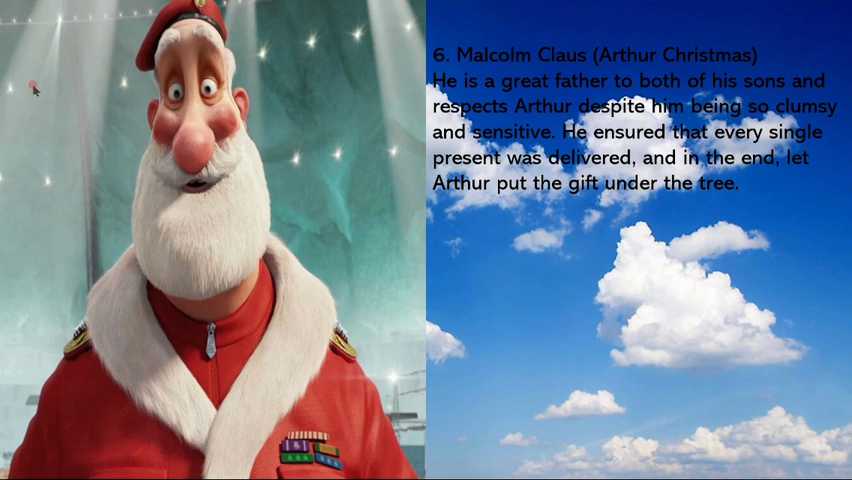 6. Malcolm Claus (Arthur Christmas)
He is a great father to both of his sons and
respects Arthur despite him being so clumsy
and sensitive. He ensured that every single
present was delivered, and in the end, let
Arthur put the gift under the tree.